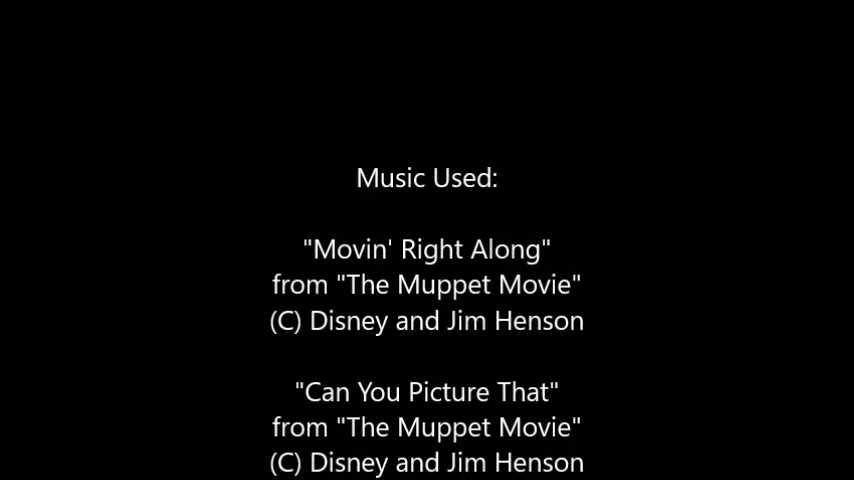 Music Used:
"Movin' Right Along"
from "The Muppet Movie"
(C) Disney and Jim Henson
"Can You Picture That"
from "The Muppet Movie"
(C) Disney and Jim Henson